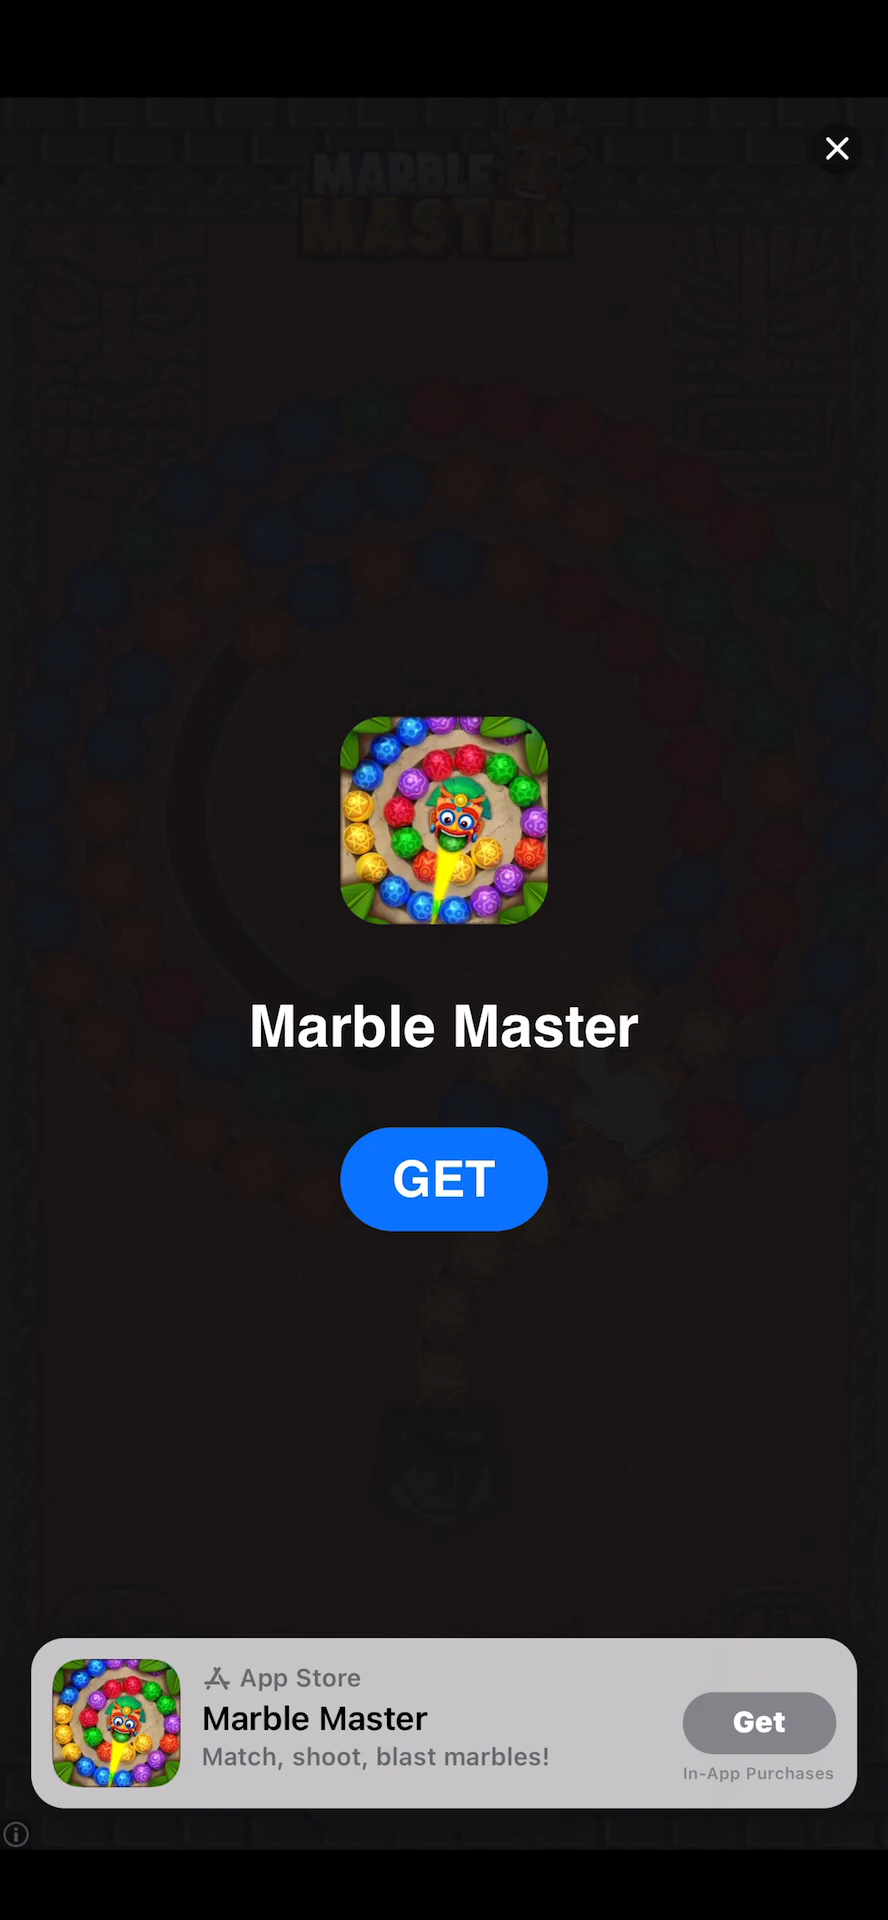 MARBLE
MASTER
Marble Master
GET
App Store
Marble Master
Match, shoot, blast marbles!
Get
In-App Purchases